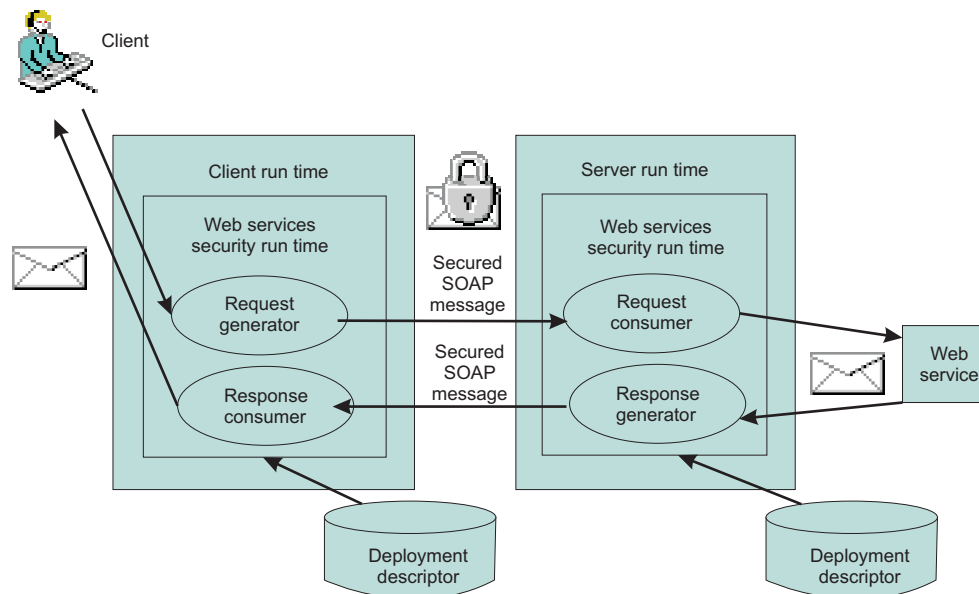 Client
Client run time
Web services
security run time
Request
generator
Response
consumer
Secured
SOAP
message
Secured
SOAP
message
Server run time
Web services
security run time
Request
consumer
Response
generator
Web
service
Deployment
descriptor
Deployment
descriptor